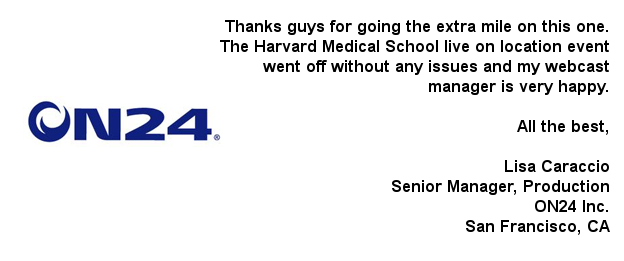 Thanks guys for going the extra mile on this one.
The Harvard Medical School live on location event
went off without any issues and my webcast
manager is very happy.
All the best,
ON24®
Lisa Caraccio
Senior Manager, Production
ON24 Inc.
San Francisco, CA